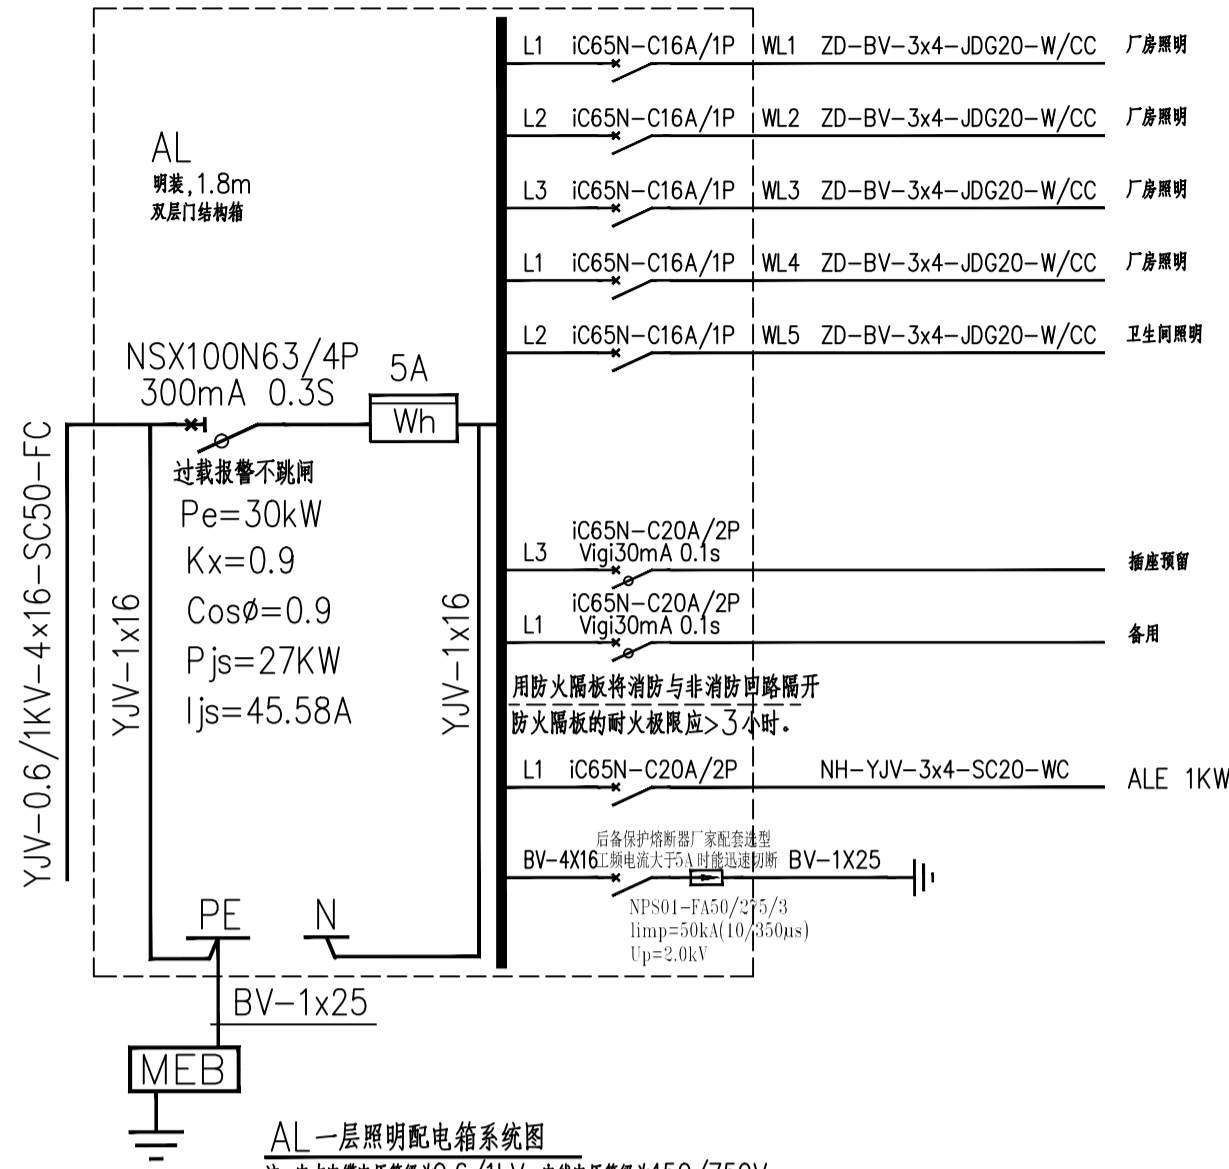 L1 iC65N-C16A/1P WL1 ZD-BV-3x4-JDG20-W/CC 厂房照明
L2 iC65N-C16A/1P WL2 ZD-BV-3x4-JDG20-W/CC 厂房照明
L3 iC65N-C16A/1P WL3 ZD-BV-3x4-JDG20-W/CC 厂房照明
L1 iC65N-C16A/1P WL4 ZD-BV-3x4-JDG20-W/CC 厂房照明
L2 iC65N-C16A/1P WL5 ZD-BV-3x4-JDG20-W/CC 卫生间照明
AL
明装,1.8m
双层门结构箱
NSX100N63/4P
300mA 0.3S
5A
Wh
过载报警不跳闸
Pe=30kW
Kx=0.9
Cosø=0.9
Pjs=27KW
Ijs=45.58A
YJV-0.6/1KV-4x16-SC50-FC
YJV-1x16
YJV-1x16
iC65N-C20A/2P
L3 Vigi30mA 0.1s 插座预留
iC65N-C20A/2P
L1 Vigi30mA 0.1s 备用
用防火隔板将消防与非消防回路隔开
防火隔板的耐火极限应>3小时。
L1 iC65N-C20A/2P NH-YJV-3x4-SC20-WC ALE 1KW
后备保护熔断器厂家配套选型
BV-4X16 工频电流大于5A 时能迅速切断 BV-1X25
NPS01-FA50/275/3
Iimp=50kA(10/350μs)
Up=2.0kV
PE N
BV-1x25
MEB
AL一层照明配电箱系统图